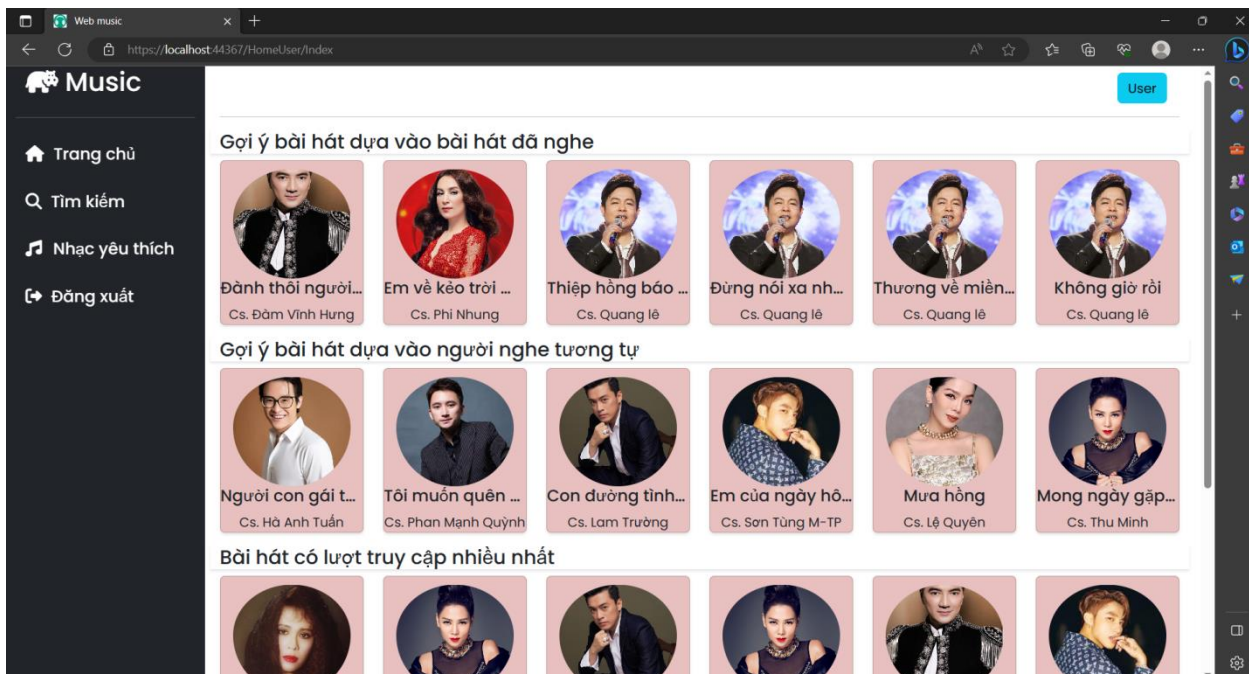 Web music
https://localhost:44367/HomeUser/Index
Music
User
Trang chủ
Tìm kiếm
Nhạc yêu thích
Đăng xuất
Gợi ý bài hát dựa vào bài hát đã nghe
Đành thôi người...
Em về kẻo trời ...
Thiệp hồng báo ...
Đừng nói xa nh...
Thương về miền...
Không giờ rồi
Cs. Đàm Vĩnh Hưng
Cs. Phi Nhung
Cs. Quang lê
Cs. Quang lê
Cs. Quang lê
Cs. Quang lê
Gợi ý bài hát dựa vào người nghe tương tự
Người con gái t...
Tôi muốn quên ...
Con đường tình...
Em của ngày hô...
Mưa hồng
Mong ngày gặp...
Cs. Hà Anh Tuấn
Cs. Phan Mạnh Quỳnh
Cs. Lam Trường
Cs. Sơn Tùng M-TP
Cs. Lệ Quyên
Cs. Thu Minh
Bài hát có lượt truy cập nhiều nhất